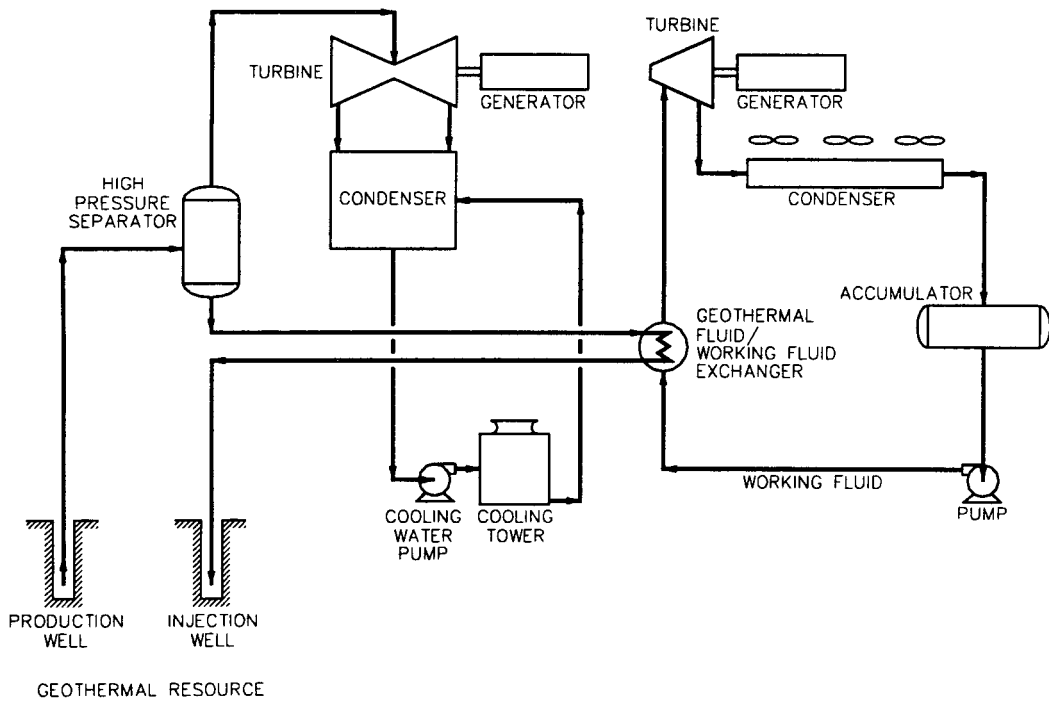 TURBINE
GENERATOR
TURBINE
GENERATOR
HIGH
PRESSURE
SEPARATOR
CONDENSER
CONDENSER
ACCUMULATOR
GEOTHERMAL
FLUID/
WORKING FLUID
EXCHANGER
WORKING FLUID
PUMP
COOLING
WATER
PUMP
COOLING
TOWER
PRODUCTION
WELL
INJECTION
WELL
GEOTHERMAL RESOURCE